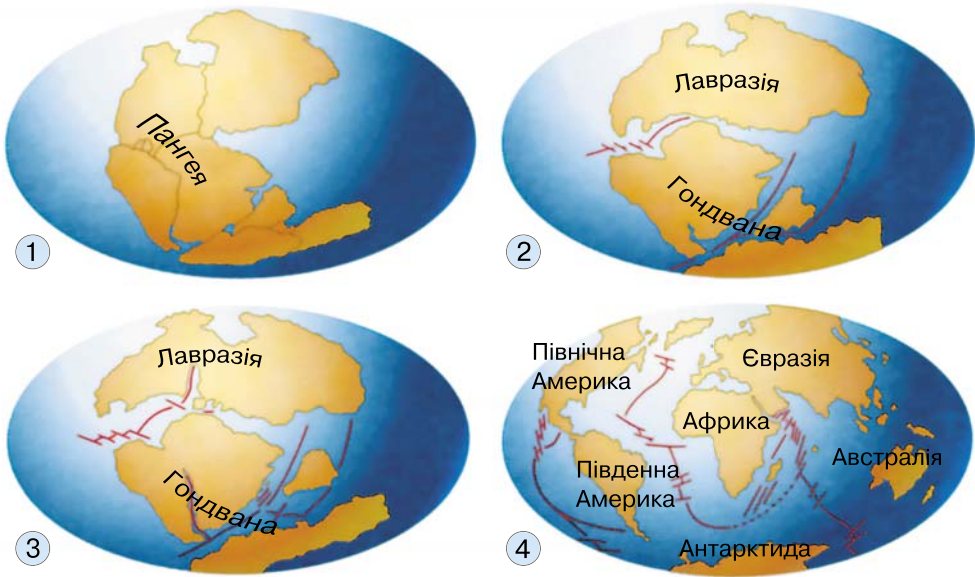 Пангея
1
Лавразія
Гондвана
2
Лавразія
Гондвана
3
Північна
Америка
Євразія
Африка
Південна
Америка
Австралія
Антарктида
4